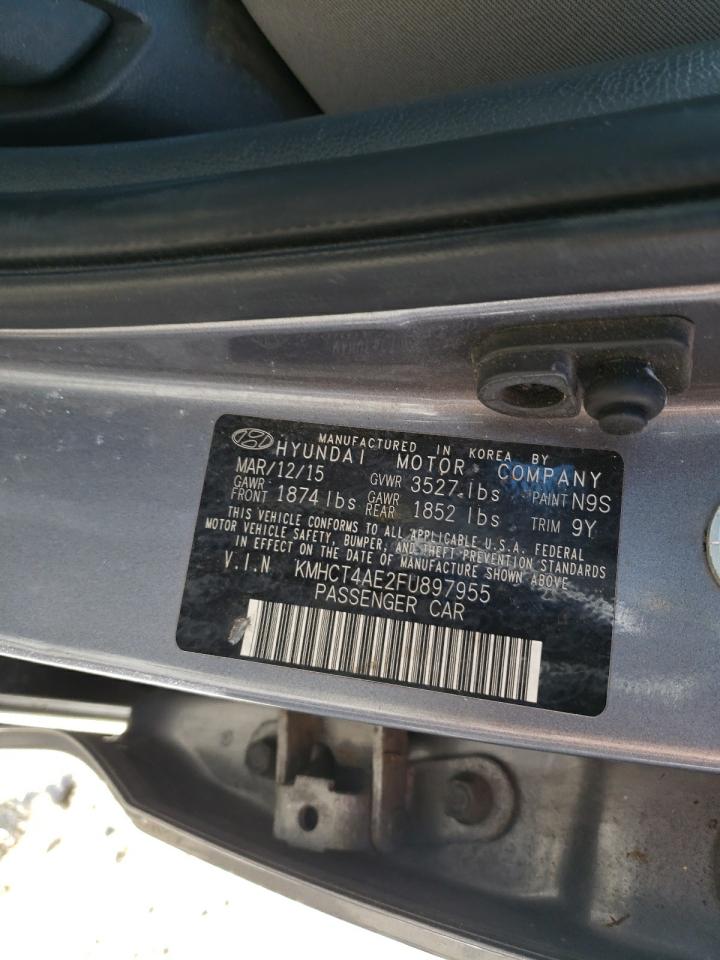 MANUFACTURED IN KOREA BY
HYUNDAI MOTOR COMPANY
MAR/12/15 GVWR 3527 lbs PAINT N9S
GAWR FRONT 1874 lbs GAWR REAR 1852 lbs TRIM 9Y
THIS VEHICLE CONFORMS TO ALL APPLICABLE U.S.A. FEDERAL
MOTOR VEHICLE SAFETY, BUMPER, AND THEFT PREVENTION STANDARDS
IN EFFECT ON THE DATE OF MANUFACTURE SHOWN ABOVE
V.I.N KMHCT4AE2FU897955
PASSENGER CAR